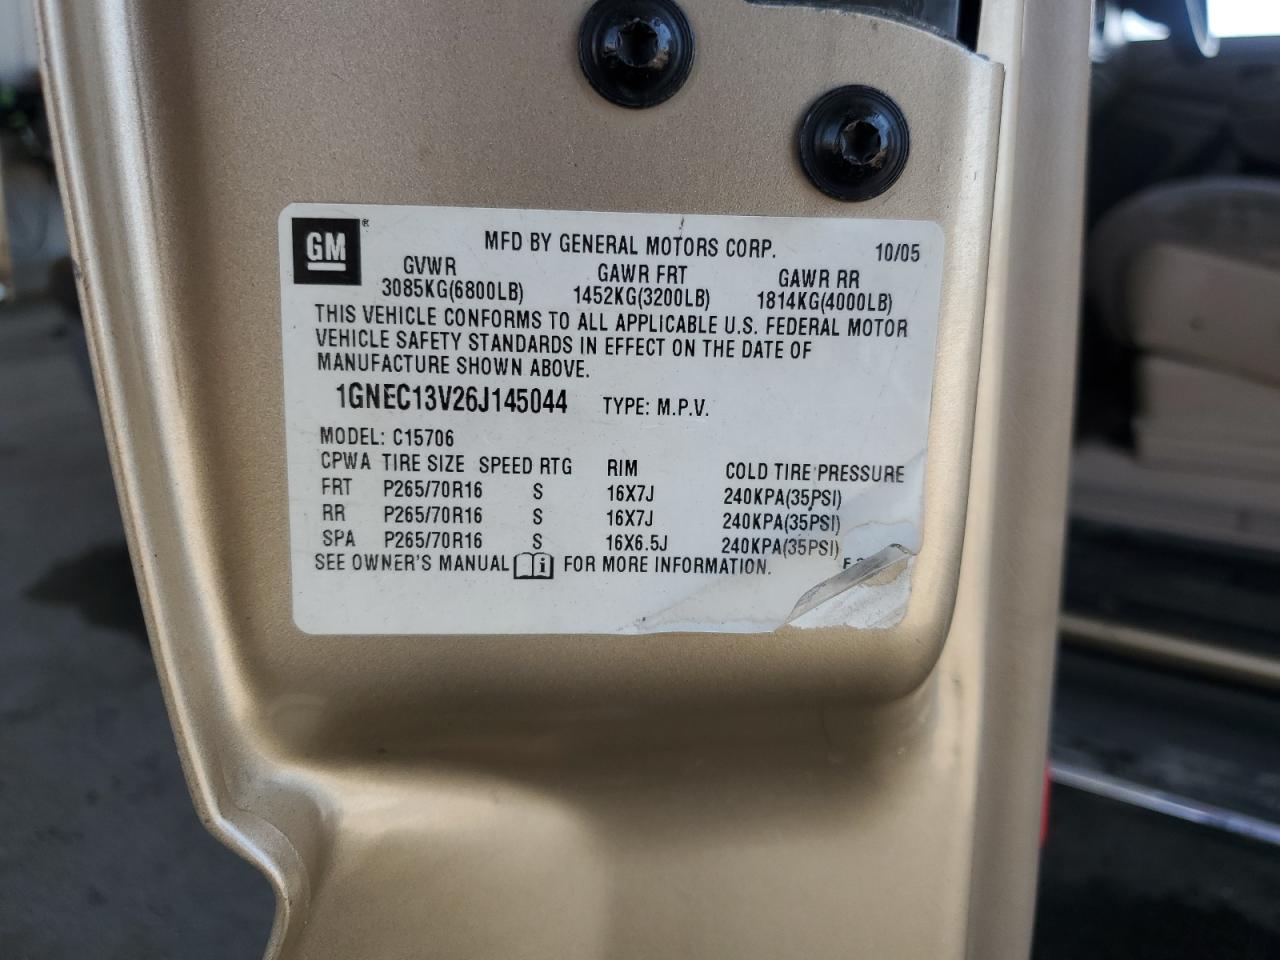 GM® MFD BY GENERAL MOTORS CORP. 10/05
GVWR GAWR FRT GAWR RR
3085KG(6800LB) 1452KG(3200LB) 1814KG(4000LB)
THIS VEHICLE CONFORMS TO ALL APPLICABLE U.S. FEDERAL MOTOR
VEHICLE SAFETY STANDARDS IN EFFECT ON THE DATE OF
MANUFACTURE SHOWN ABOVE.
1GNEC13V26J145044 TYPE: M.P.V.
MODEL: C15706
CPWA TIRE SIZE SPEED RTG RIM COLD TIRE PRESSURE
FRT P265/70R16 S 16X7J 240KPA(35PSI)
RR P265/70R16 S 16X7J 240KPA(35PSI)
SPA P265/70R16 S 16X6.5J 240KPA(35PSI)
SEE OWNER'S MANUAL FOR MORE INFORMATION.